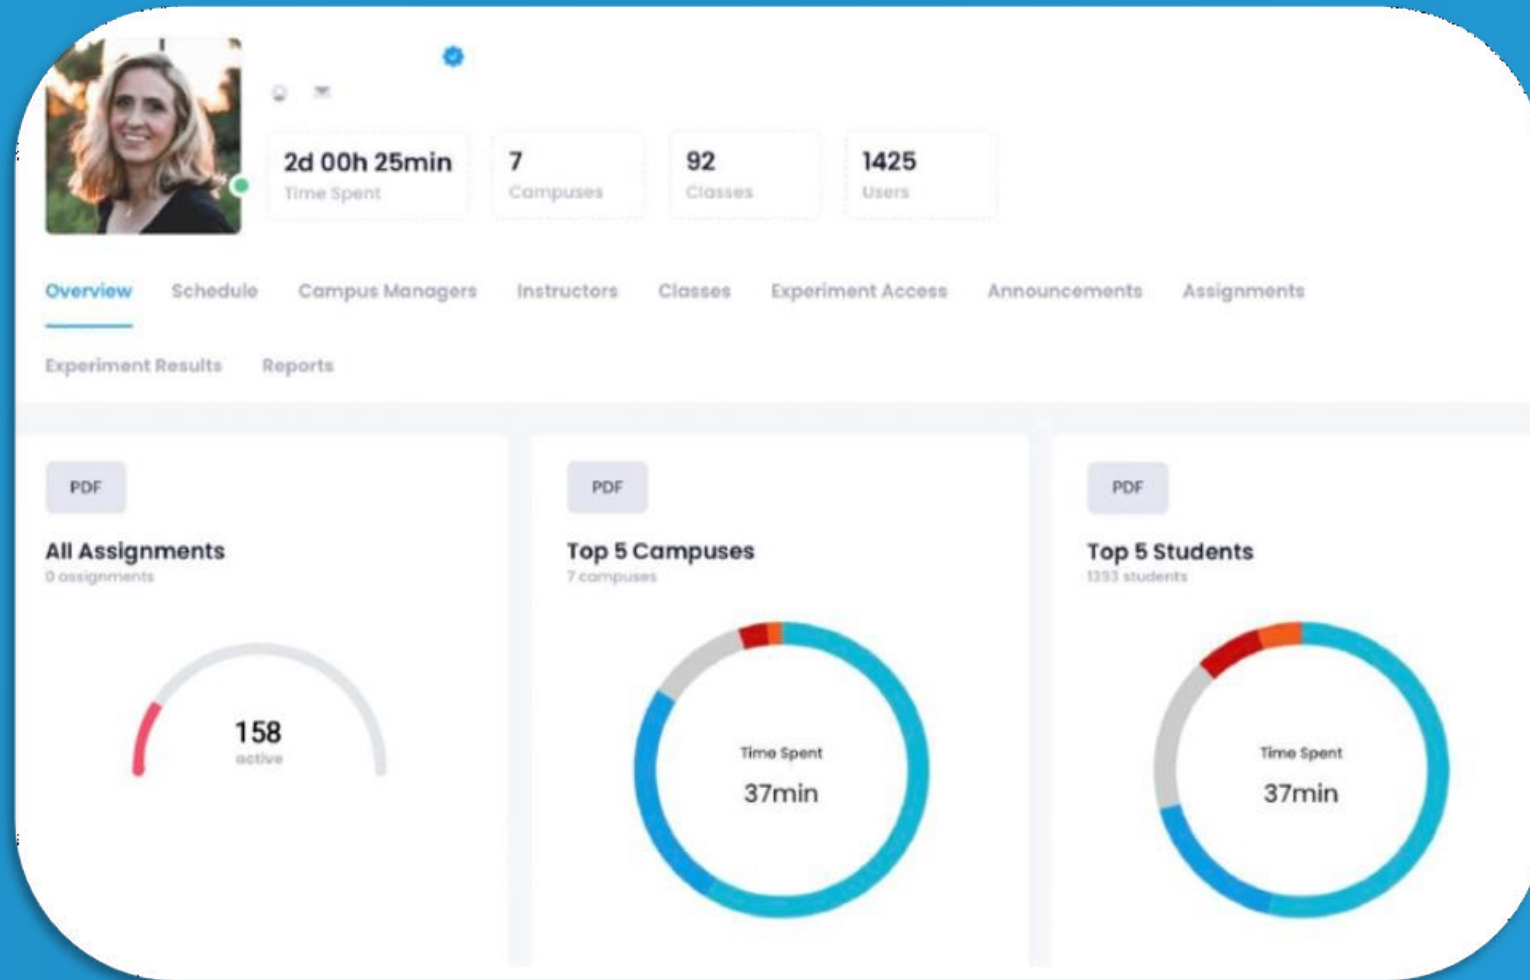 2d 00h 25min 7 92 1425
Time Spent Campuses Classes Users
Overview Schedule Campus Managers Instructors Classes Experiment Access Announcements Assignments
Experiment Results Reports
PDF PDF PDF
All Assignments Top 5 Campuses Top 5 Students
0 assignments 7 campuses 1393 students
158
active
Time Spent Time Spent
37min 37min